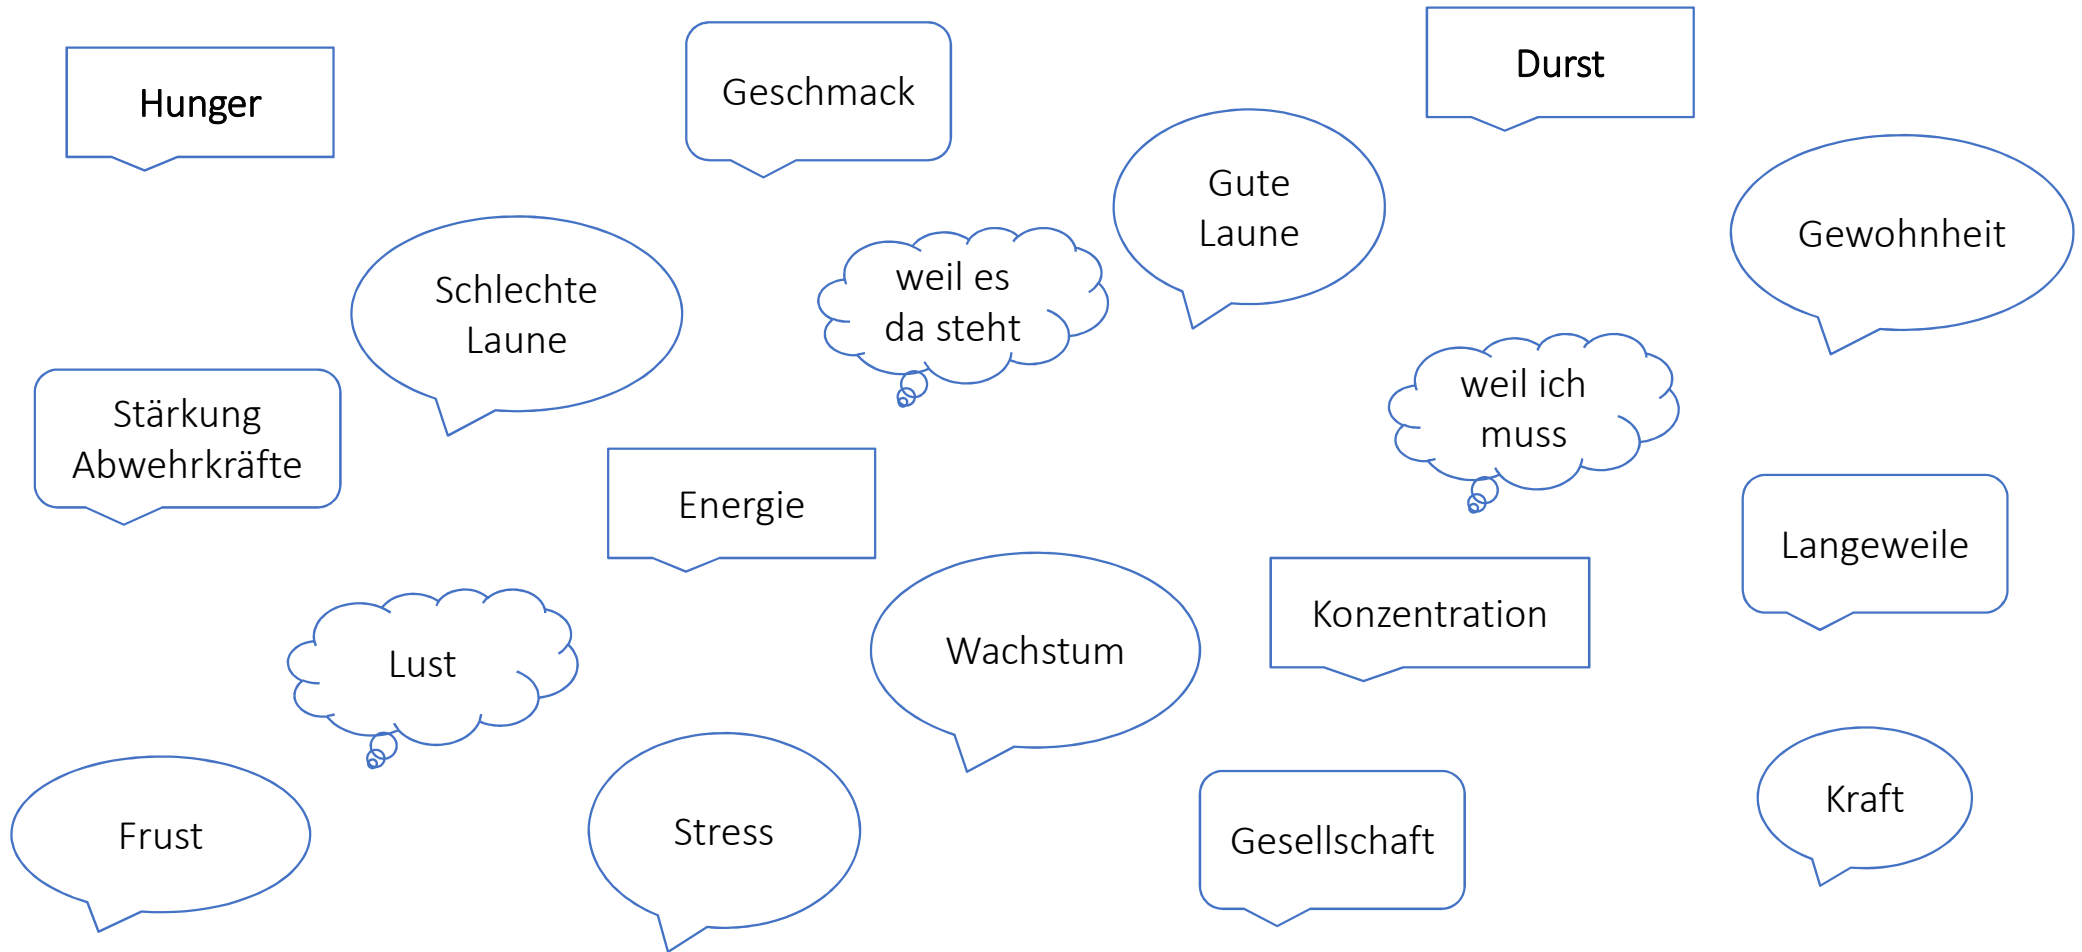 Hunger
Geschmack
Durst
Gute
Laune
Gewohnheit
Schlechte
Laune
weil es
da steht
weil ich
muss
Stärkung
Abwehrkräfte
Energie
Langeweile
Konzentration
Wachstum
Lust
Kraft
Frust
Stress
Gesellschaft